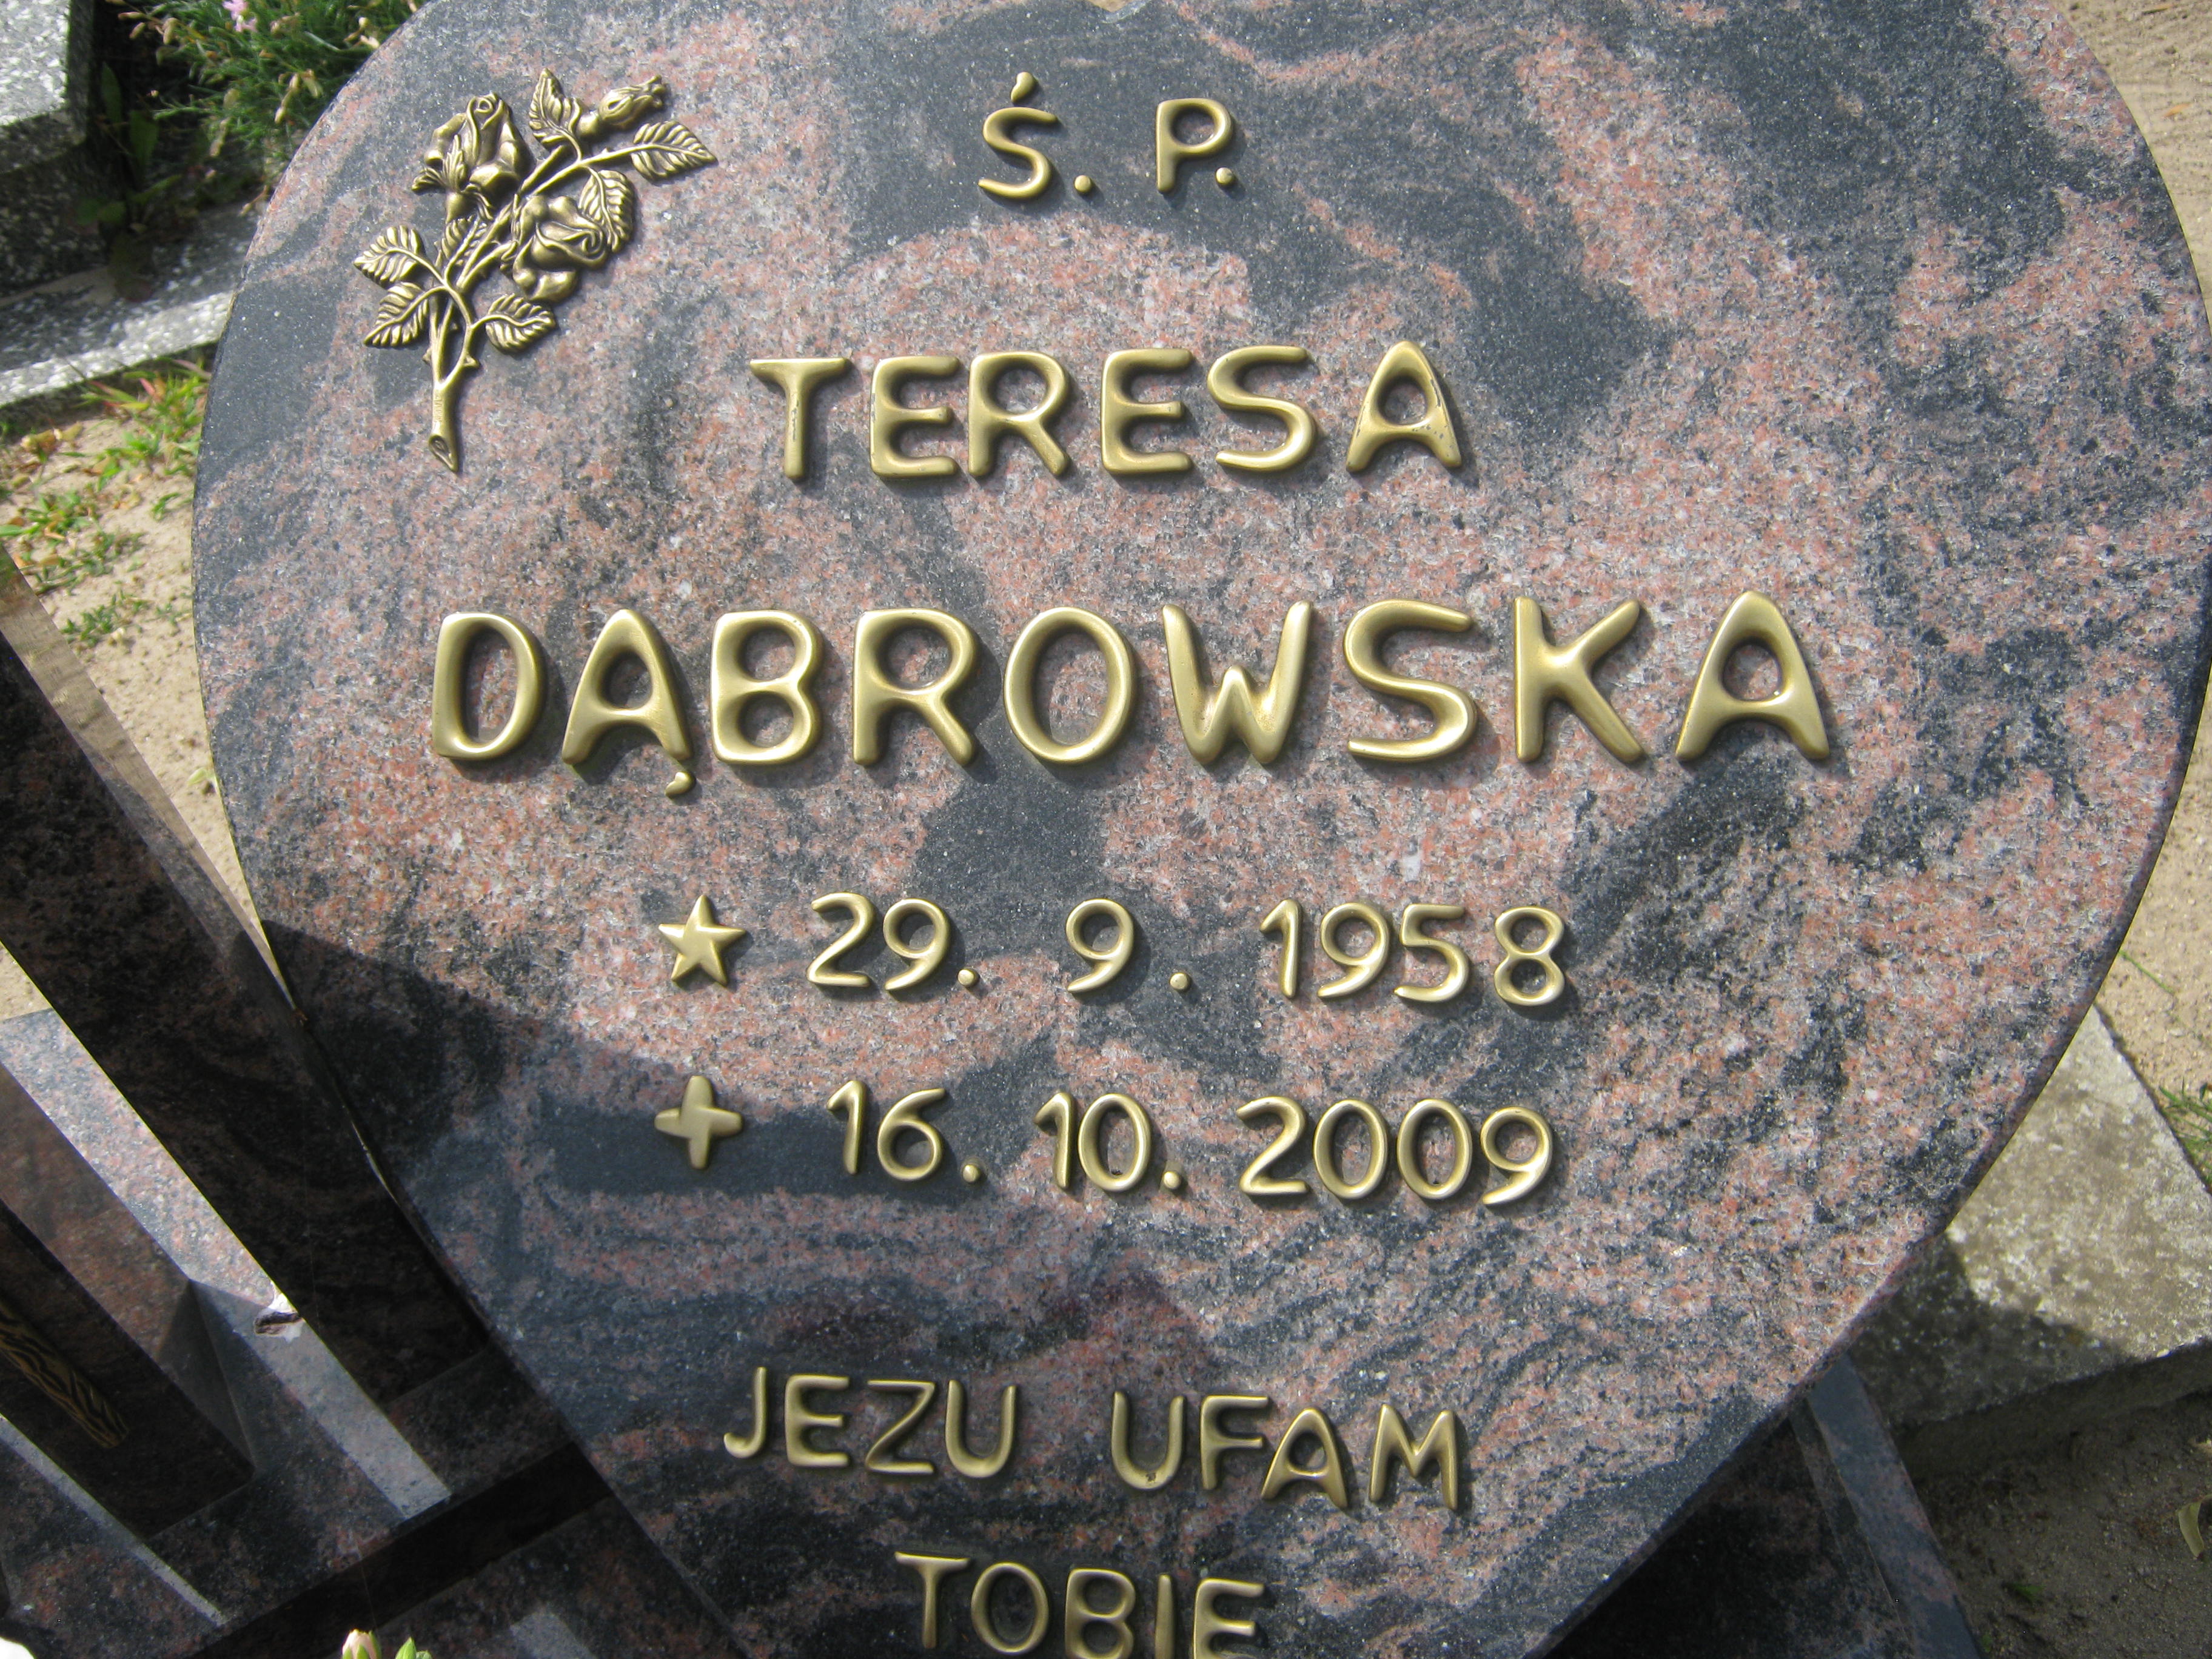 Ś. P.
TERESA
DĄBROWSKA
★ 29. 9. 1958
+ 16. 10. 2009
JEZU UFAM
TOBIE